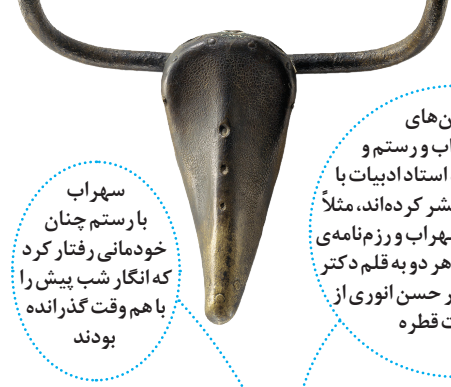 ن‌های
اب و رستم و
استاد ادبیات با
شر کرده‌اند، مثلاً
هراب و رزم‌نامه‌ی
هر دو به قلم دکتر
ر حسن انوری از
ت قطره
سهراب
با رستم چنان
خودمانی رفتار کرد
که انگار شب پیش را
با هم وقت گذرانده
بودند